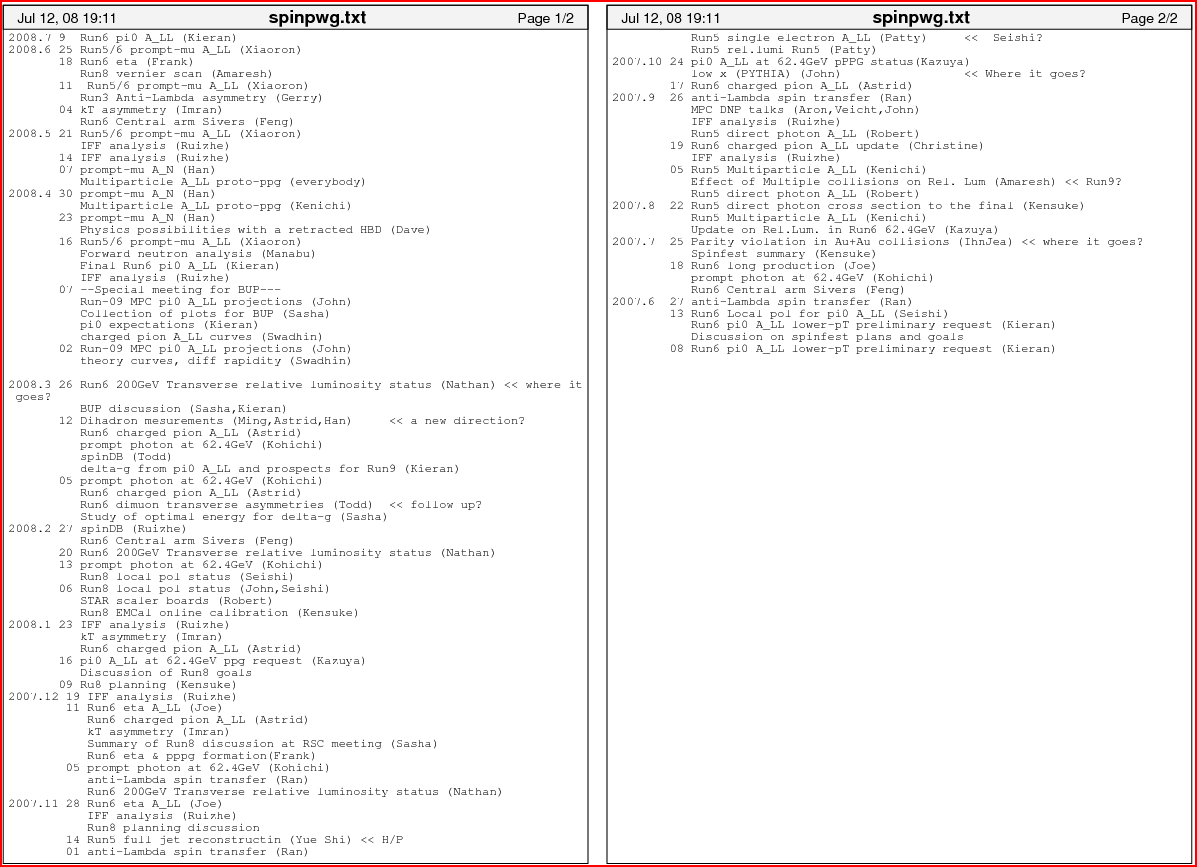 Jul 12, 08 19:11 spinpwg.txt Page 1/2
2008.7 9 Run6 pi0 A_LL (Kieran)
2008.6 25 Run5/6 prompt-mu A_LL (Xiaoron)
18 Run6 eta (Frank)
Run8 vernier scan (Amaresh)
11 Run5/6 prompt-mu A_LL (Xiaoron)
Run3 Anti-Lambda asymmetry (Gerry)
04 kT asymmetry (Imran)
Run6 Central arm Sivers (Feng)
2008.5 21 Run5/6 prompt-mu A_LL (Xiaoron)
IFF analysis (Ruizhe)
14 IFF analysis (Ruizhe)
07 prompt-mu A_N (Han)
Multiparticle A_LL proto-ppg (everybody)
2008.4 30 prompt-mu A_N (Han)
Multiparticle A_LL proto-ppg (Kenichi)
23 prompt-mu A_N (Han)
Physics possibilities with a retracted HBD (Dave)
16 Run5/6 prompt-mu A_LL (Xiaoron)
Forward neutron analysis (Manabu)
Final Run6 pi0 A_LL (Kieran)
IFF analysis (Ruizhe)
07 --Special meeting for BUP---
Run-09 MPC pi0 A_LL projections (John)
Collection of plots for BUP (Sasha)
pi0 expectations (Kieran)
charged pion A_LL curves (Swadhin)
02 Run-09 MPC pi0 A_LL projections (John)
theory curves, diff rapidity (Swadhin)
2008.3 26 Run6 200GeV Transverse relative luminosity status (Nathan) << where it
goes?
BUP discussion (Sasha,Kieran)
12 Dihadron mesurements (Ming,Astrid,Han) << a new direction?
Run6 charged pion A_LL (Astrid)
prompt photon at 62.4GeV (Kohichi)
spinDB (Todd)
delta-g from pi0 A_LL and prospects for Run9 (Kieran)
05 prompt photon at 62.4GeV (Kohichi)
Run6 charged pion A_LL (Astrid)
Run6 dimuon transverse asymmetries (Todd) << follow up?
Study of optimal energy for delta-g (Sasha)
2008.2 27 spinDB (Ruizhe)
Run6 Central arm Sivers (Feng)
20 Run6 200GeV Transverse relative luminosity status (Nathan)
13 prompt photon at 62.4GeV (Kohichi)
Run8 local pol status (Seishi)
06 Run8 local pol status (John,Seishi)
STAR scaler boards (Robert)
Run8 EMCal online calibration (Kensuke)
2008.1 23 IFF analysis (Ruizhe)
kT asymmetry (Imran)
Run6 charged pion A_LL (Astrid)
16 pi0 A_LL at 62.4GeV ppg request (Kazuya)
Discussion of Run8 goals
09 Ru8 planning (Kensuke)
2007.12 19 IFF analysis (Ruizhe)
11 Run6 eta A_LL (Joe)
Run6 charged pion A_LL (Astrid)
kT asymmetry (Imran)
Summary of Run8 discussion at RSC meeting (Sasha)
Run6 eta & pppg formation(Frank)
05 prompt photon at 62.4GeV (Kohichi)
anti-Lambda spin transfer (Ran)
Run6 200GeV Transverse relative luminosity status (Nathan)
2007.11 28 Run6 eta A_LL (Joe)
IFF analysis (Ruizhe)
Run8 planning discussion
14 Run5 full jet reconstructin (Yue Shi) << H/P
01 anti-Lambda spin transfer (Ran)
Jul 12, 08 19:11 spinpwg.txt Page 2/2
Run5 single electron A_LL (Patty) << Seishi?
Run5 rel.lumi Run5 (Patty)
2007.10 24 pi0 A_LL at 62.4GeV pPPG status(Kazuya)
low x (PYTHIA) (John) << Where it goes?
17 Run6 charged pion A_LL (Astrid)
2007.9 26 anti-Lambda spin transfer (Ran)
MPC DNP talks (Aron,Veicht,John)
IFF analysis (Ruizhe)
Run5 direct photon A_LL (Robert)
19 Run6 charged pion A_LL update (Christine)
IFF analysis (Ruizhe)
05 Run5 Multiparticle A_LL (Kenichi)
Effect of Multiple collisions on Rel. Lum (Amaresh) << Run9?
Run5 direct photon A_LL (Robert)
2007.8 22 Run5 direct photon cross section to the final (Kensuke)
Run5 Multiparticle A_LL (Kenichi)
Update on Rel.Lum. in Run6 62.4GeV (Kazuya)
2007.7 25 Parity violation in Au+Au collisions (IhnJea) << where it goes?
Spinfest summary (Kensuke)
18 Run6 long production (Joe)
prompt photon at 62.4GeV (Kohichi)
Run6 Central arm Sivers (Feng)
2007.6 27 anti-Lambda spin transfer (Ran)
13 Run6 Local pol for pi0 A_LL (Seishi)
Run6 pi0 A_LL lower-pT preliminary request (Kieran)
Discussion on spinfest plans and goals
08 Run6 pi0 A_LL lower-pT preliminary request (Kieran)